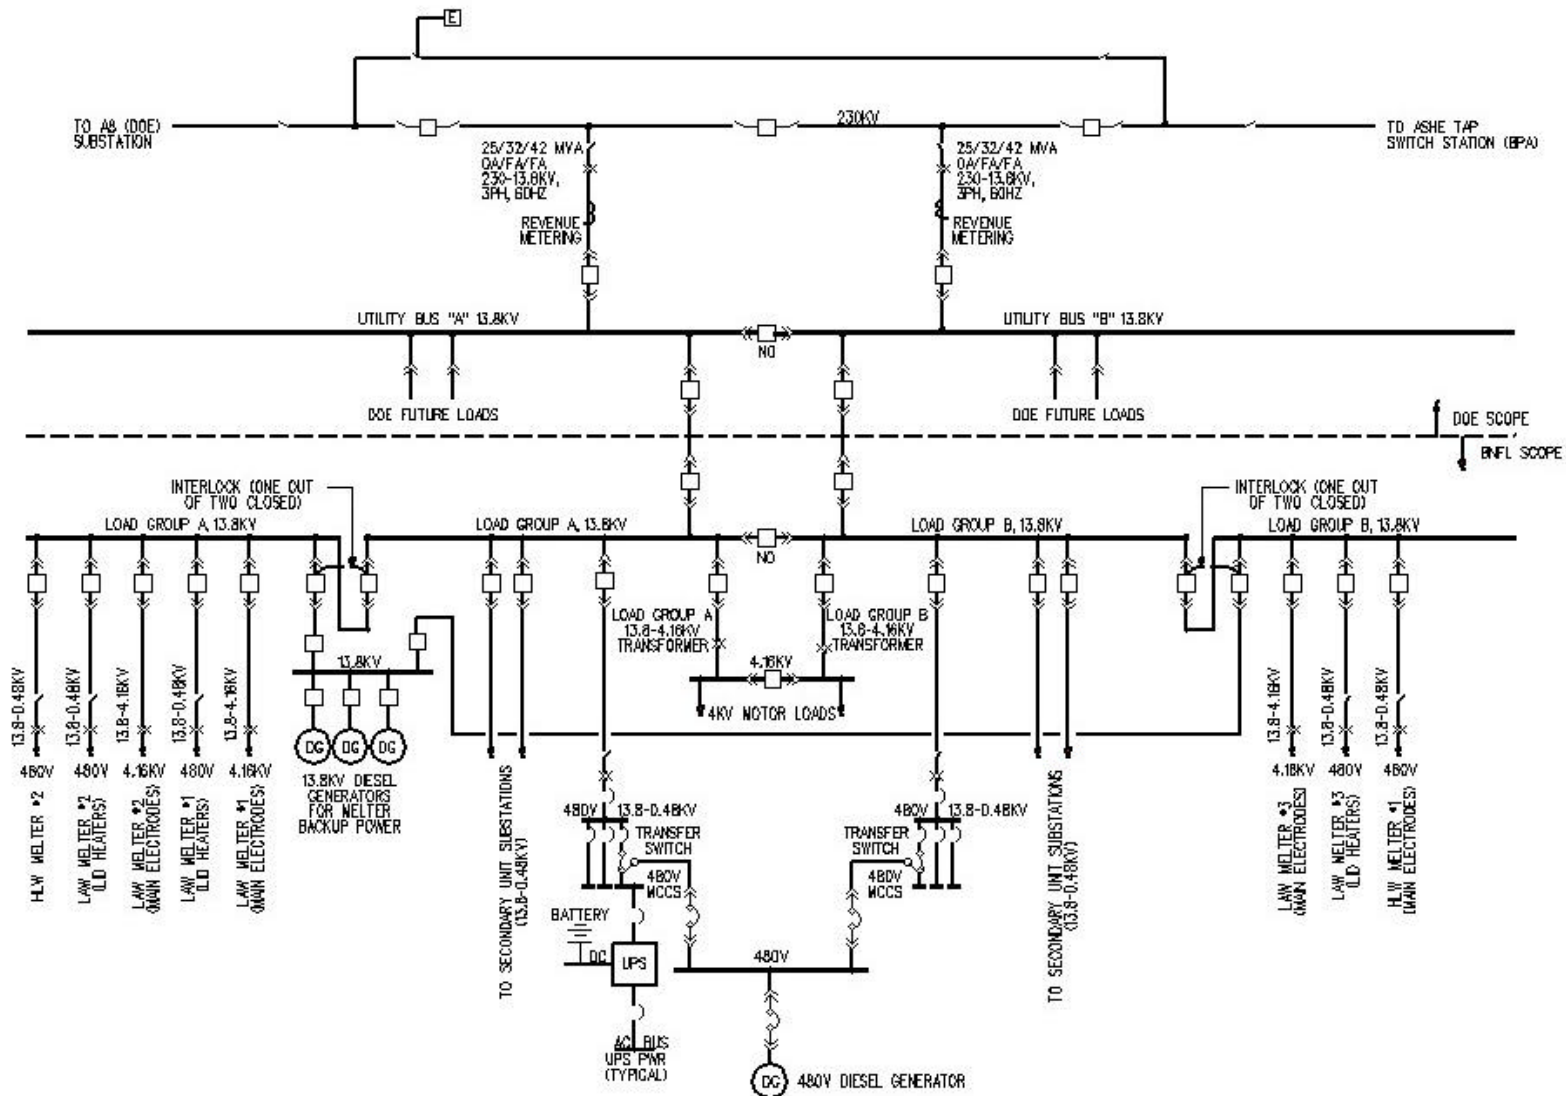 E
230KV
TO A8 (DOE)
SUBSTATION
TO ASHE TAP
SWITCH STATION (BPA)
25/32/42 MVA
OA/FA/FA
230-13.8KV,
3PH, 60HZ
REVENUE
METERING
25/32/42 MVA
OA/FA/FA
230-13.8KV,
3PH, 60HZ
REVENUE
METERING
UTILITY BUS "A" 13.8KV
UTILITY BUS "B" 13.8KV
NO
DOE FUTURE LOADS
DOE FUTURE LOADS
DOE SCOPE
BNFL SCOPE
INTERLOCK (ONE OUT
OF TWO CLOSED)
INTERLOCK (ONE OUT
OF TWO CLOSED)
LOAD GROUP A, 13.8KV
LOAD GROUP A, 13.8KV
LOAD GROUP B, 13.8KV
LOAD GROUP B, 13.8KV
NO
LOAD GROUP A
13.8-4.16KV
TRANSFORMER
LOAD GROUP B
13.8-4.16KV
TRANSFORMER
4.16KV
4KV MOTOR LOADS
13.8KV
13.8-0.48KV
13.8-0.48KV
13.8-4.16KV
13.8-0.48KV
13.8-4.16KV
480V
480V
4.16KV
480V
4.16KV
HLW MELTER #2
LAW MELTER #2
(LID HEATERS)
LAW MELTER #2
(MAIN ELECTRODES)
LAW MELTER #1
(LID HEATERS)
LAW MELTER #1
(MAIN ELECTRODES)
DG
DG
DG
13.8KV DIESEL
GENERATORS
FOR MELTER
BACKUP POWER
TO SECONDARY UNIT SUBSTATIONS
(13.8-0.48KV)
480V
13.8-0.48KV
TRANSFER
SWITCH
480V
MCCS
480V
13.8-0.48KV
TRANSFER
SWITCH
480V
MCCS
TO SECONDARY UNIT SUBSTATIONS
(13.8-0.48KV)
13.8-4.16KV
13.8-0.48KV
13.8-0.48KV
4.16KV
480V
480V
LAW MELTER #3
(MAIN ELECTRODES)
LAW MELTER #3
(LID HEATERS)
HLW MELTER #1
(MAIN ELECTRODES)
BATTERY
DC
UPS
480V
AC BUS
UPS PWR
(TYPICAL)
DG
480V DIESEL GENERATOR